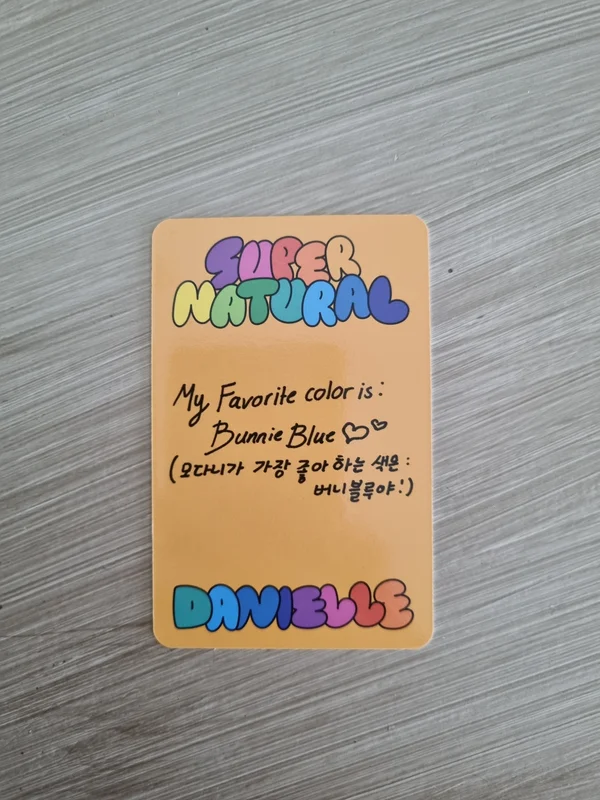 SUPER
NATURAL
My Favorite color is:
Bunnie Blue ♡♡
(모다니가 가장 좋아하는 색은:
버니블루야!)
DANIELLE